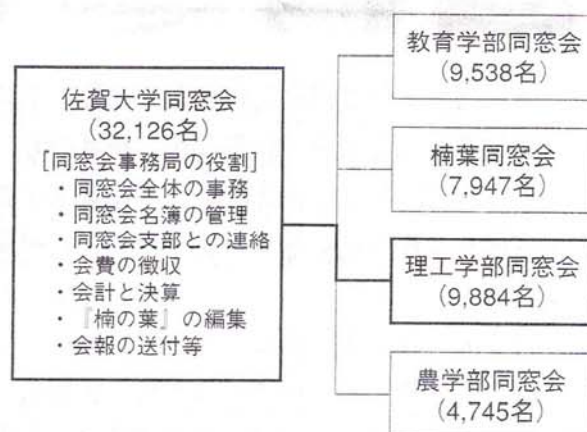 佐賀大学同窓会
(32,126名)
[同窓会事務局の役割]
・同窓会全体の事務
・同窓会名簿の管理
・同窓会支部との連絡
・会費の徴収
・会計と決算
・『楠の葉』の編集
・会報の送付等
教育学部同窓会
(9,538名)
楠葉同窓会
(7,947名)
理工学部同窓会
(9,884名)
農学部同窓会
(4,745名)